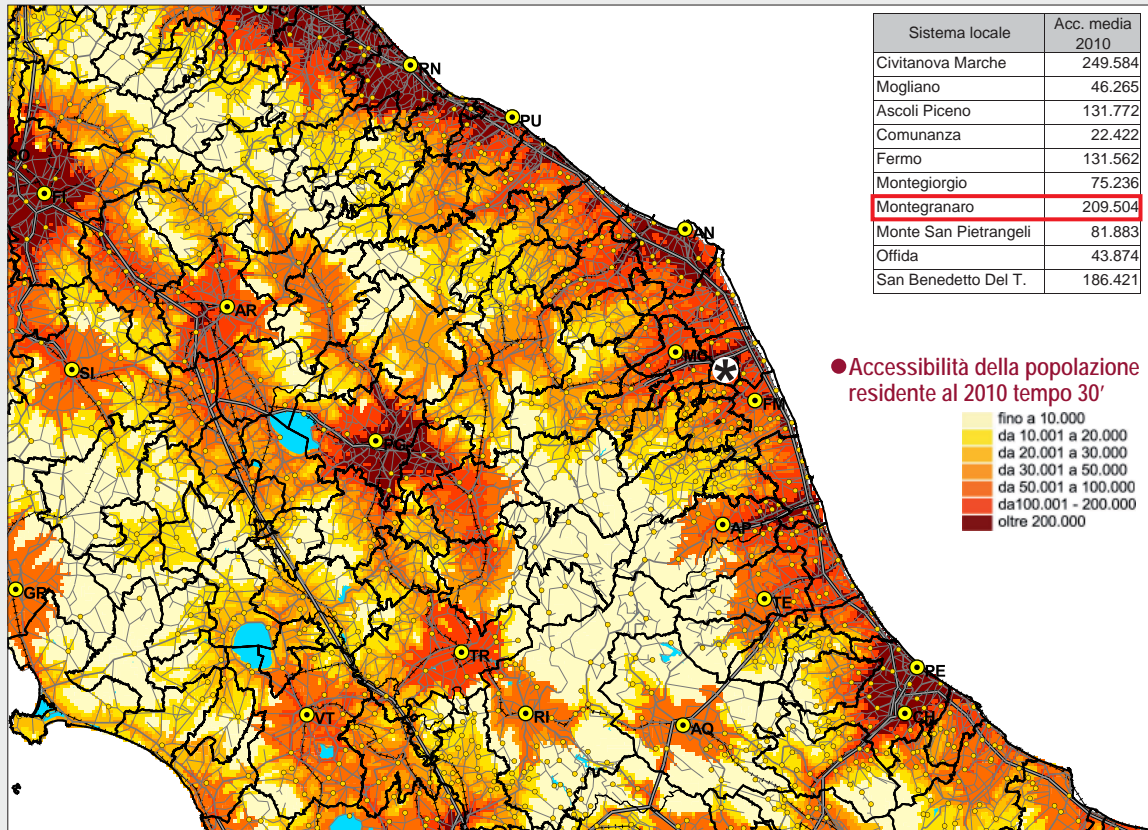 Sistema locale
Acc. media
2010
Civitanova Marche 249.584
Mogliano 46.265
Ascoli Piceno 131.772
Comunanza 22.422
Fermo 131.562
Montegiorgio 75.236
Montegranaro 209.504
Monte San Pietrangeli 81.883
Offida 43.874
San Benedetto Del T. 186.421
Accessibilità della popolazione
residente al 2010 tempo 30’
fino a 10.000
da 10.001 a 20.000
da 20.001 a 30.000
da 30.001 a 50.000
da 50.001 a 100.000
da100.001 - 200.000
oltre 200.000
RN
PU
AN
AR
SI
MC
FM
AP
GR
TE
TR
PE
VT
RI
AQ
CH